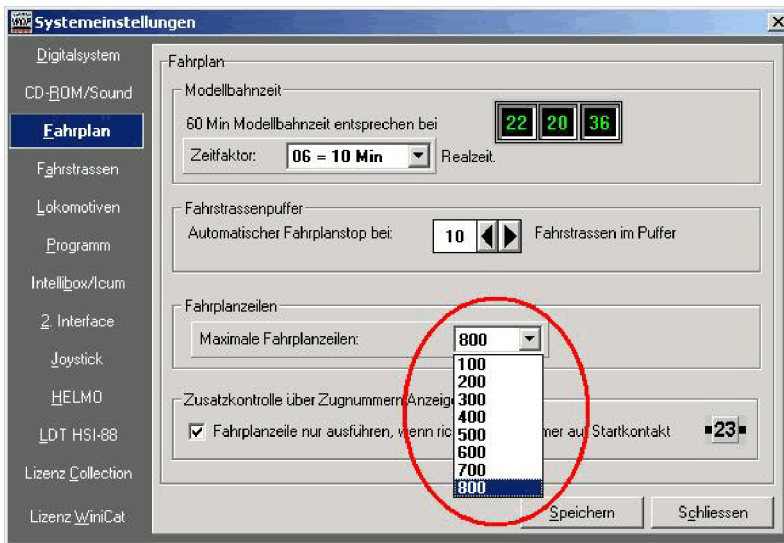 Systemeinstellungen
Digitalsystem
CD-ROM/Sound
Fahrplan
Fahrstrassen
Lokomotiven
Programm
Intellibox/Icum
2. Interface
Joystick
HELMO
LDT HSI-88
Lizenz Collection
Lizenz WiniCat
Fahrplan
Modellbahnzeit
60 Min Modellbahnzeit entsprechen bei
22 20 36
Zeitfaktor: 06 = 10 Min Realzeit.
Fahrstrassenpuffer
Automatischer Fahrplanstop bei: 10 Fahrstrassen im Puffer
Fahrplanzeilen
Maximale Fahrplanzeilen: 800
100
200
300
400
500
600
700
800
Zusatzkontrolle über Zugnummern Anzeige
Fahrplanzeile nur ausführen, wenn auf Startkontakt
23
Speichern
Schliessen